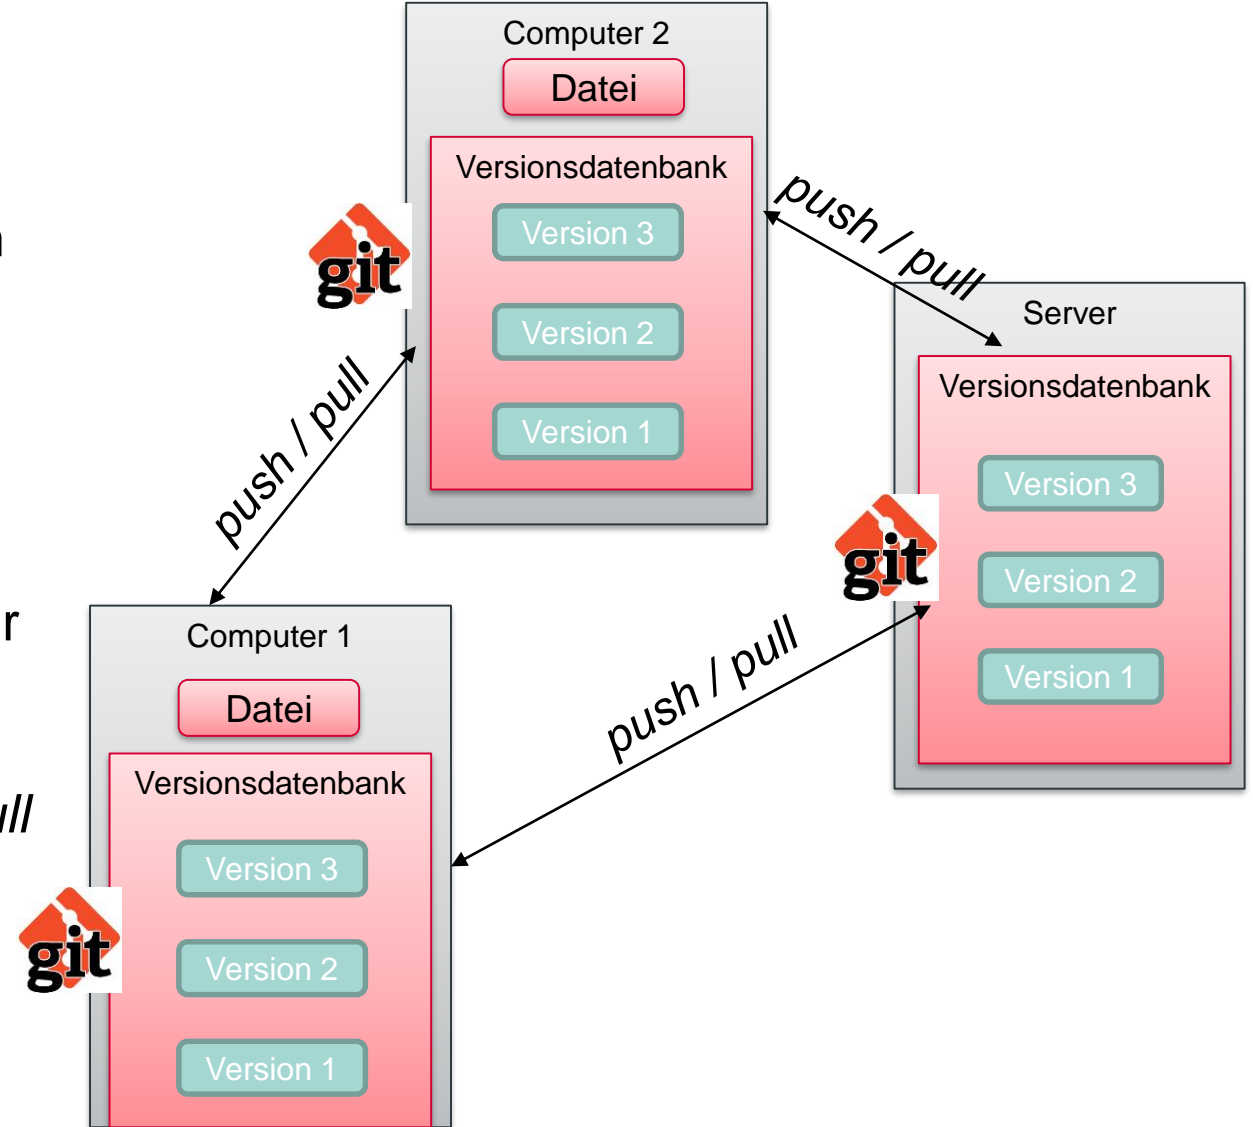 Computer 2
Datei
Versionsdatenbank
Version 3
Version 2
Version 1
git
push / pull
Server
Versionsdatenbank
Version 3
Version 2
Version 1
git
push / pull
push / pull
Computer 1
Datei
Versionsdatenbank
Version 3
Version 2
Version 1
git